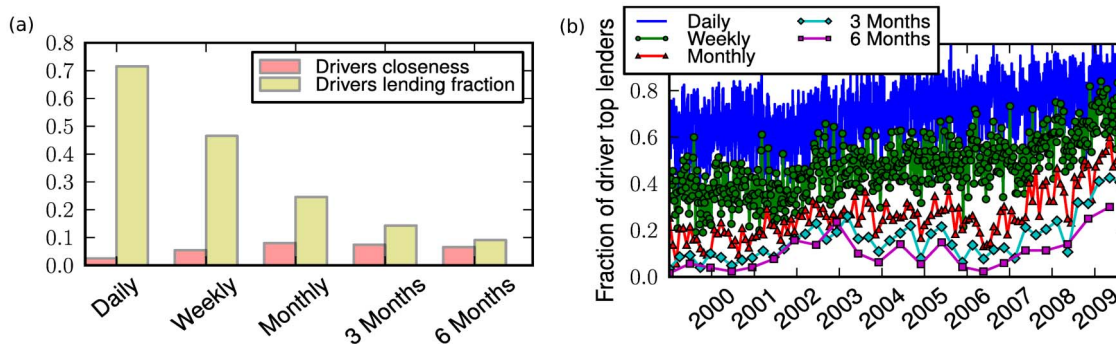 (a)
0.8
0.7
0.6
0.5
0.4
0.3
0.2
0.1
0.0
Drivers closeness
Drivers lending fraction
Daily
Weekly
Monthly
3 Months
6 Months
(b)
Fraction of driver top lenders
Daily
Weekly
Monthly
3 Months
6 Months
0.8
0.6
0.4
0.2
0.0
2000
2001
2002
2003
2004
2005
2006
2007
2008
2009